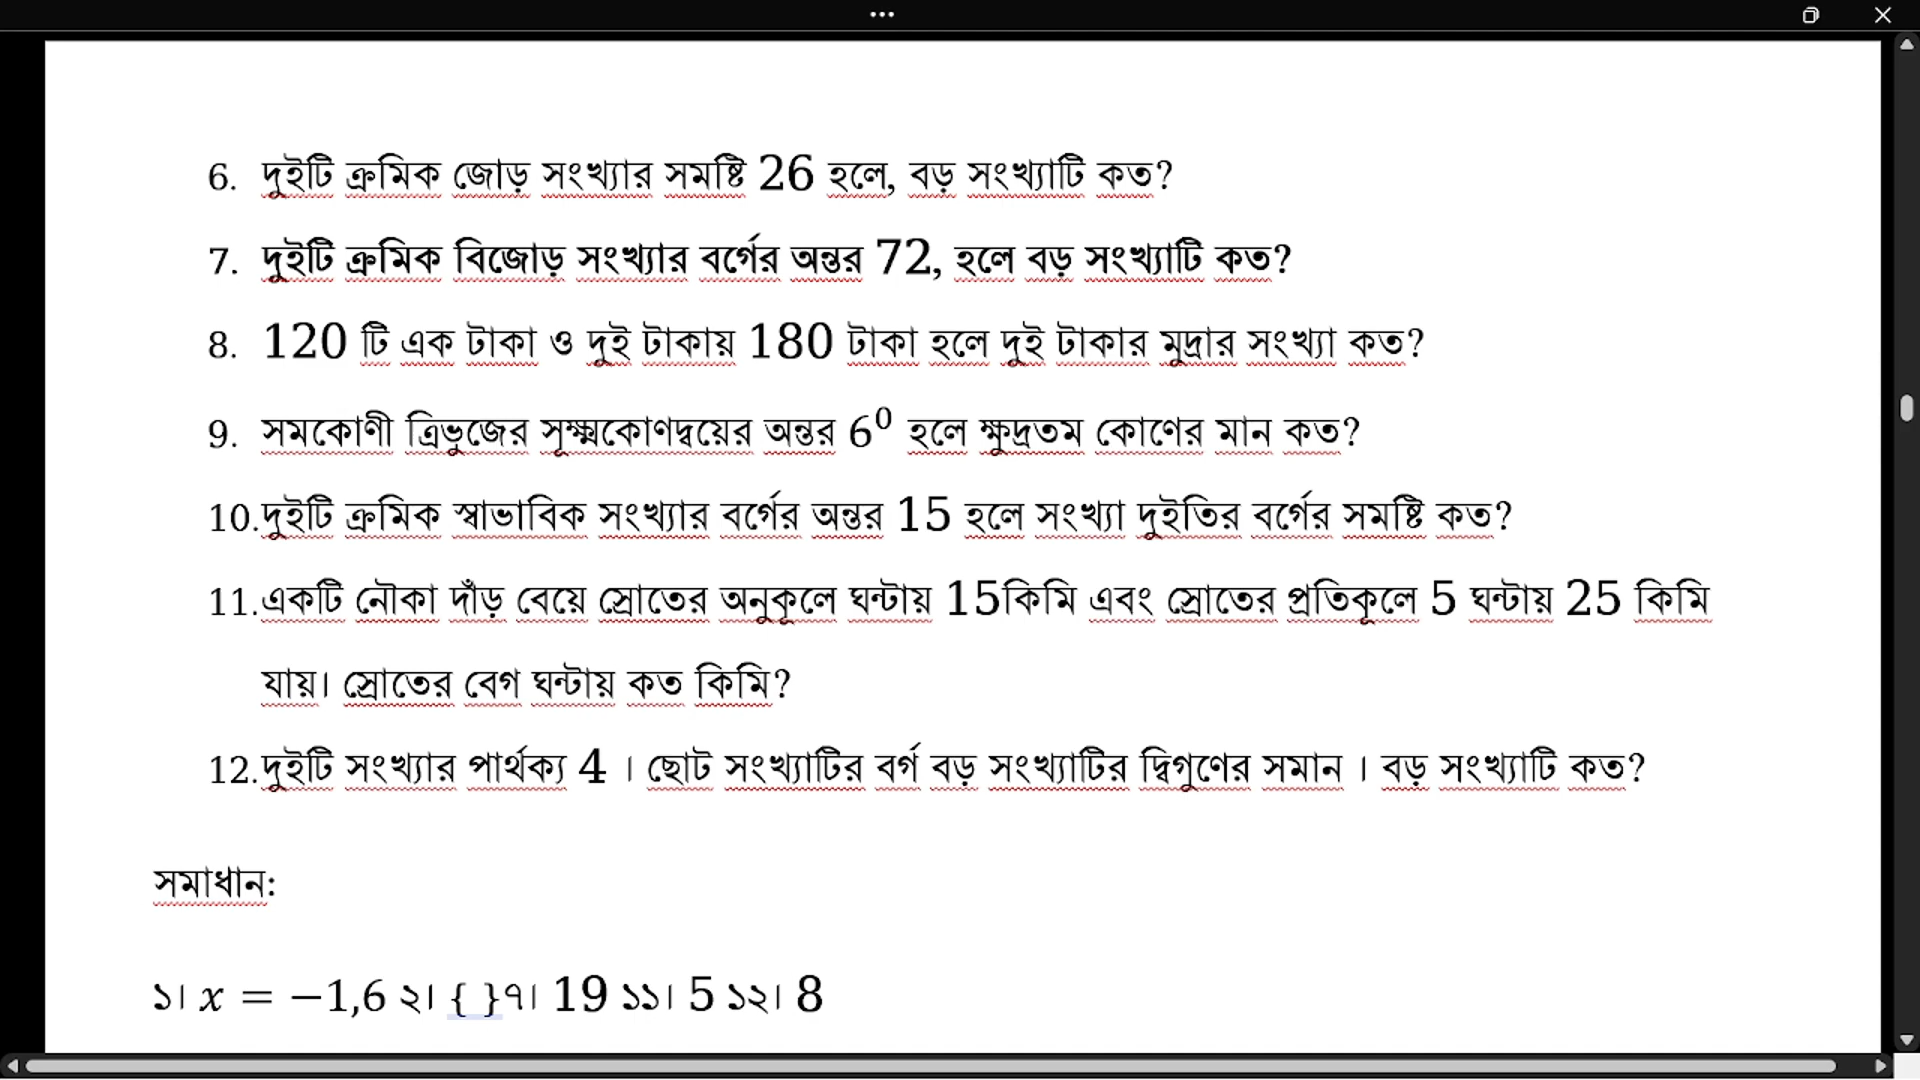 6. দুইটি ক্রমিক জোড় সংখ্যার সমষ্টি 26 হলে, বড় সংখ্যাটি কত?
7. দুইটি ক্রমিক বিজোড় সংখ্যার বর্গের অন্তর 72, হলে বড় সংখ্যাটি কত?
8. 120 টি এক টাকা ও দুই টাকায় 180 টাকা হলে দুই টাকার মুদ্রার সংখ্যা কত?
9. সমকোণী ত্রিভুজের সূক্ষ্মকোণদ্বয়ের অন্তর 6⁰ হলে ক্ষুদ্রতম কোণের মান কত?
10.দুইটি ক্রমিক স্বাভাবিক সংখ্যার বর্গের অন্তর 15 হলে সংখ্যা দুইতির বর্গের সমষ্টি কত?
11.একটি নৌকা দাঁড় বেয়ে স্রোতের অনুকূলে ঘন্টায় 15কিমি এবং স্রোতের প্রতিকূলে 5 ঘন্টায় 25 কিমি
যায়। স্রোতের বেগ ঘন্টায় কত কিমি?
12.দুইটি সংখ্যার পার্থক্য 4 । ছোট সংখ্যাটির বর্গ বড় সংখ্যাটির দ্বিগুণের সমান । বড় সংখ্যাটি কত?
সমাধান:
১। x = −1,6 ২। { }৭। 19 ১১। 5 ১২। 8